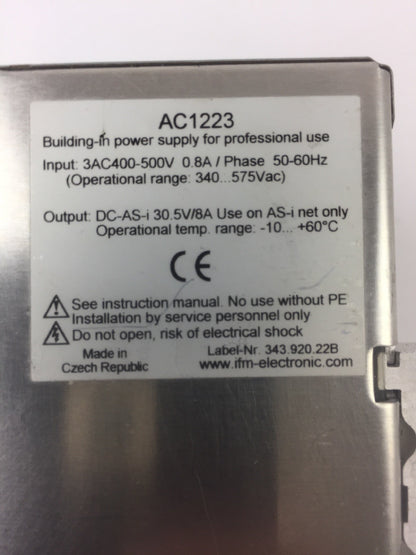 AC1223
Building-in power supply for professional use
Input: 3AC400-500V 0.8A / Phase 50-60Hz
(Operational range: 340...575Vac)
Output: DC-AS-i 30.5V/8A Use on AS-i net only
Operational temp. range: -10... +60°C
CE
See instruction manual. No use without PE
Installation by service personnel only
Do not open, risk of electrical shock
Made in Label-Nr. 343.920.22B
Czech Republic www.ifm-electronic.com